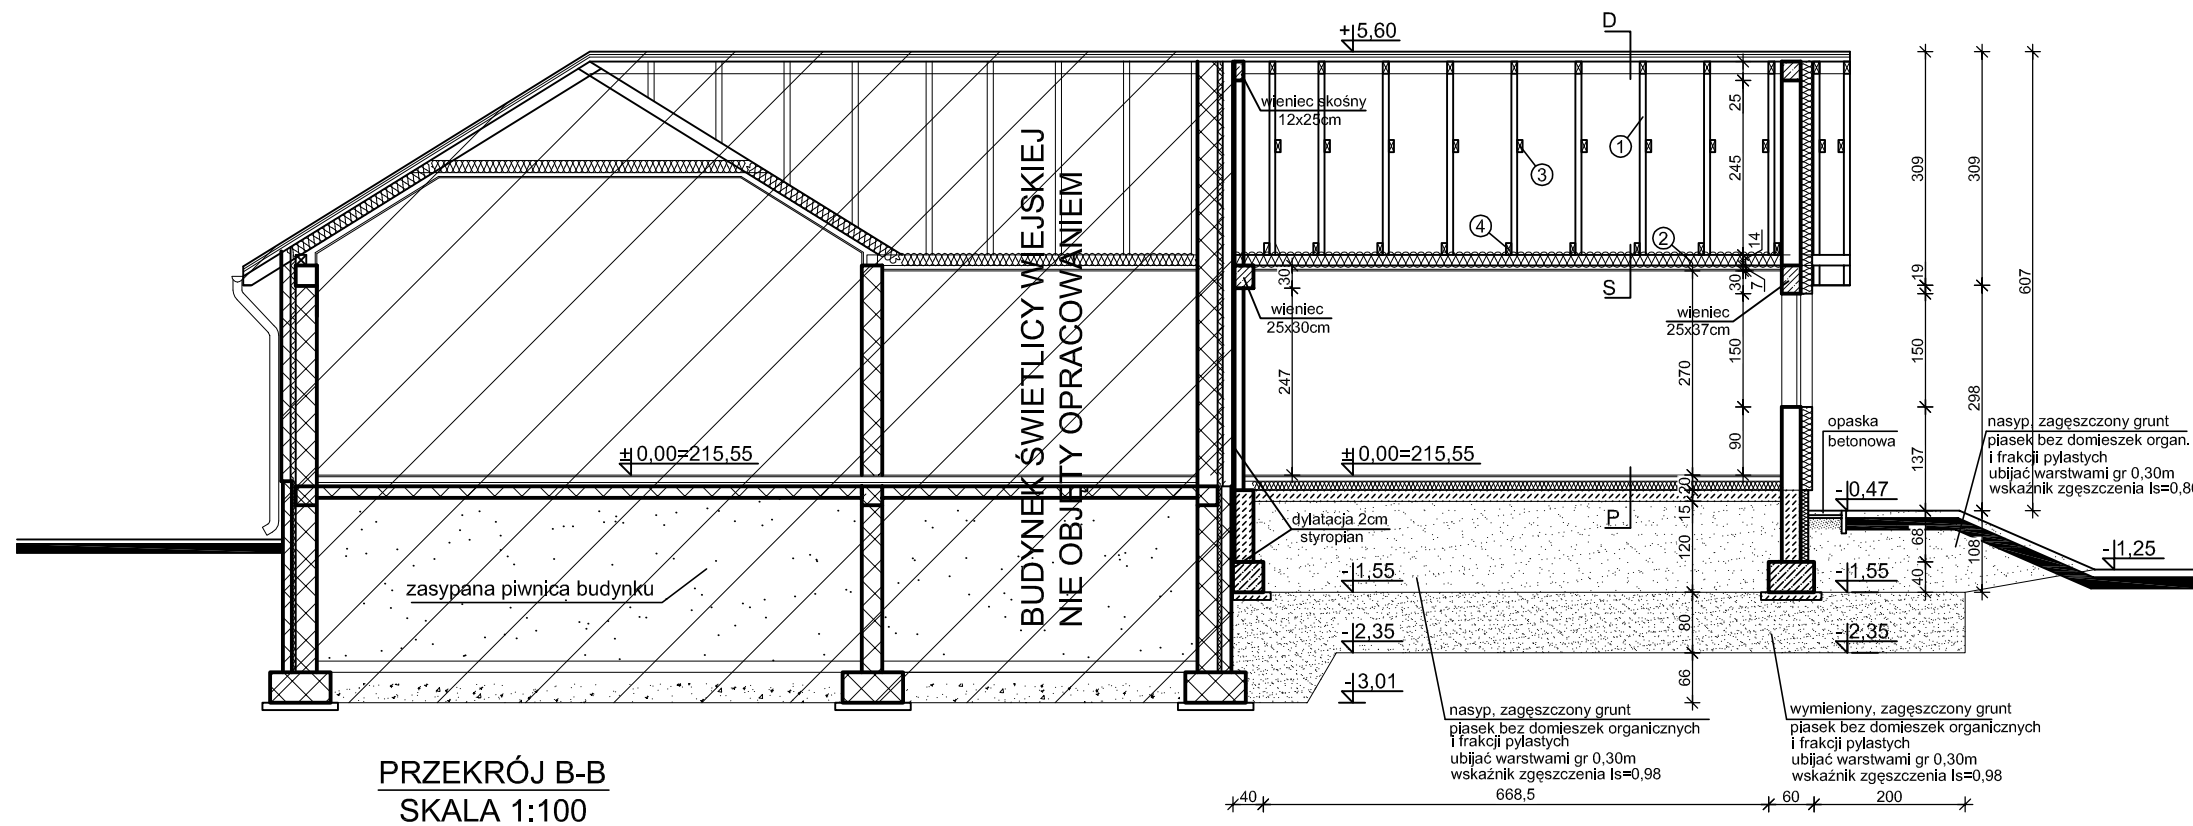 +5,60
D
wieniec skośny
12x25cm
1
3
4
2
S
14
25
245
30
7
150
90
309
19
150
137
68
40
309
298
108
607
30
247
270
20
15
120
80
66
wieniec
25x30cm
wieniec
25x37cm
BUDYNEK ŚWIETLICY WIEJSKIEJ
NIE OBJĘTY OPRACOWANIEM
± 0,00=215,55
± 0,00=215,55
P
dylatacja 2cm
styropian
opaska
betonowa
nasyp, zagęszczony grunt
piasek bez domieszek organ.
i frakcji pylastych
ubijać warstwami gr 0,30m
wskaźnik zgęszczenia Is=0,8
-0,47
-1,25
-1,55
-1,55
-2,35
-2,35
-3,01
zasypana piwnica budynku
nasyp, zagęszczony grunt
piasek bez domieszek organicznych
i frakcji pylastych
ubijać warstwami gr 0,30m
wskaźnik zgęszczenia Is=0,98
wymieniony, zagęszczony grunt
piasek bez domieszek organicznych
i frakcji pylastych
ubijać warstwami gr 0,30m
wskaźnik zgęszczenia Is=0,98
40
668,5
60
200
PRZEKRÓJ B-B
SKALA 1:100